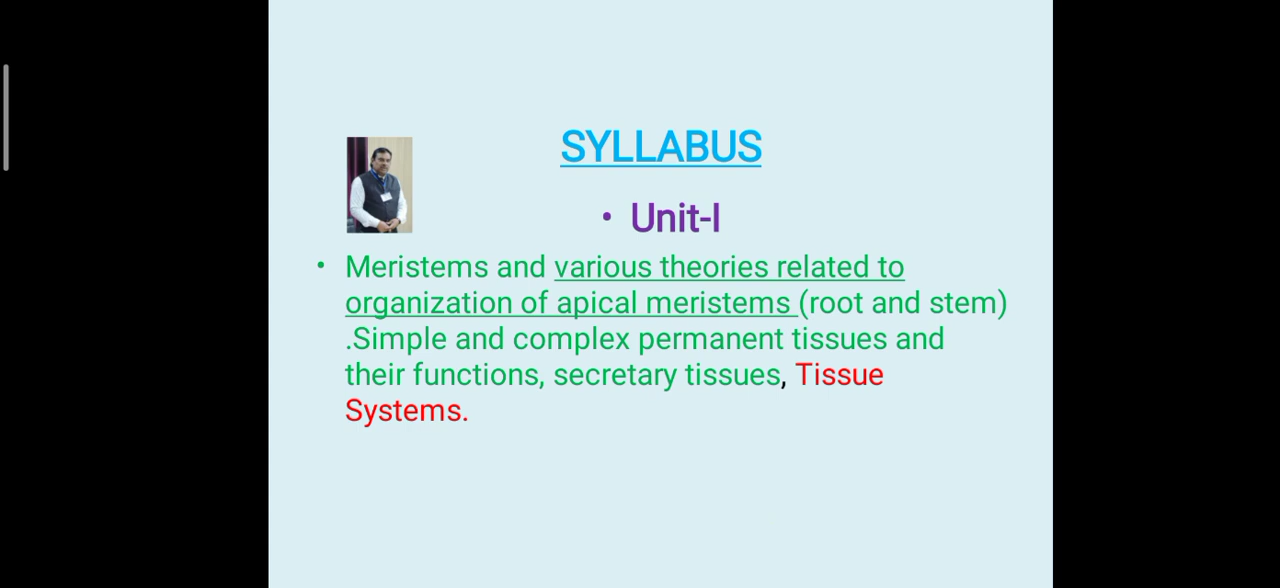 SYLLABUS
• Unit-I
• Meristems and various theories related to
organization of apical meristems (root and stem)
.Simple and complex permanent tissues and
their functions, secretary tissues, Tissue
Systems.